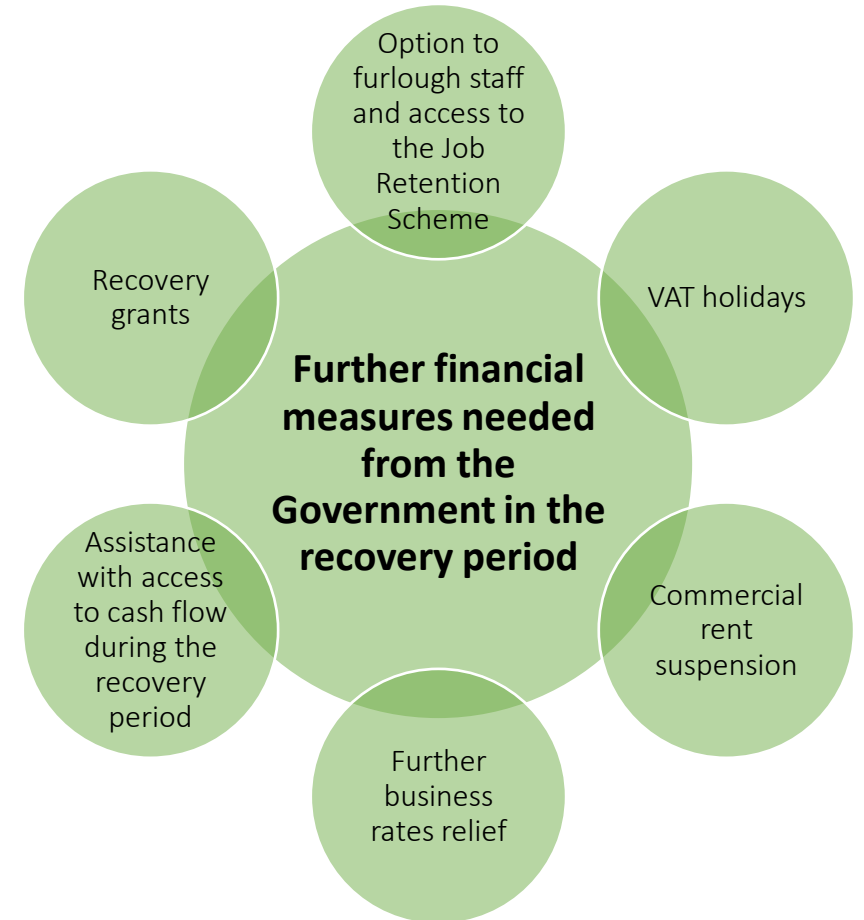 Option to
furlough staff
and access to
the Job
Retention
Scheme
Recovery
grants
VAT holidays
Further financial
measures needed
from the
Government in the
recovery period
Assistance
with access
to cash flow
during the
recovery
period
Commercial
rent
suspension
Further
business
rates relief